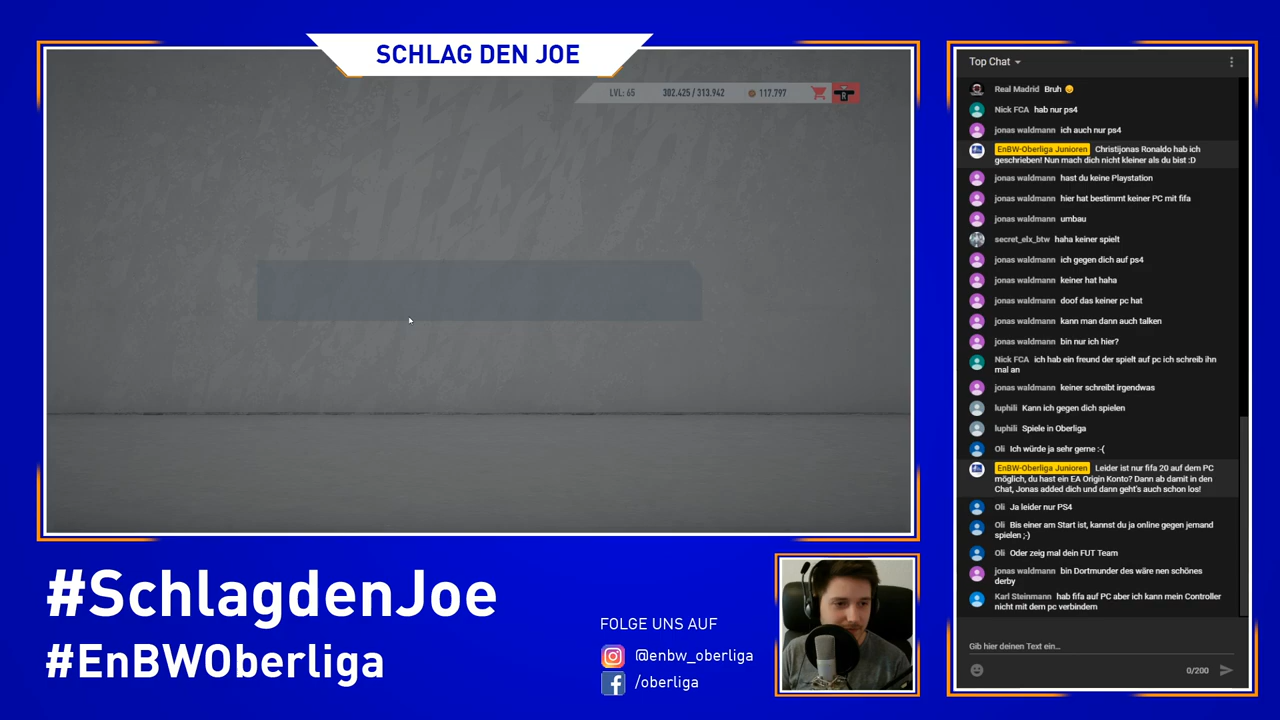 SCHLAG DEN JOE
LVL: 65 302.425 / 313.942 117.797
R
#SchlagdenJoe
#EnBWOberliga
FOLGE UNS AUF
@enbw_oberliga
/oberliga
Top Chat
Real Madrid Bruh
Nick FCA hab nur ps4
jonas waldmann ich auch nur ps4
EnBW-Oberliga Junioren Christijonas Ronaldo hab ich
geschrieben! Nun mach dich nicht kleiner als du bist :D
jonas waldmann hast du keine Playstation
jonas waldmann hier hat bestimmt keiner PC mit fifa
jonas waldmann umbau
secret_elx_btw haha keiner spielt
jonas waldmann ich gegen dich auf ps4
jonas waldmann keiner hat haha
jonas waldmann doof das keiner pc hat
jonas waldmann kann man dann auch talken
jonas waldmann bin nur ich hier?
Nick FCA ich hab ein freund der spielt auf pc ich schreib ihn
mal an
jonas waldmann keiner schreibt irgendwas
luphili Kann ich gegen dich spielen
luphili Spiele in Oberliga
Oli Ich würde ja sehr gerne :-(
EnBW-Oberliga Junioren Leider ist nur fifa 20 auf dem PC
möglich, du hast ein EA Origin Konto? Dann ab damit in den
Chat, Jonas added dich und dann geht's auch schon los!
Oli Ja leider nur PS4
Oli Bis einer am Start ist, kannst du ja online gegen jemand
spielen ;-)
Oli Oder zeig mal dein FUT Team
jonas waldmann bin Dortmunder des wäre nen schönes
derby
Karl Steinmann hab fifa auf PC aber ich kann mein Controller
nicht mit dem pc verbindern
Gib hier deinen Text ein...
0/200